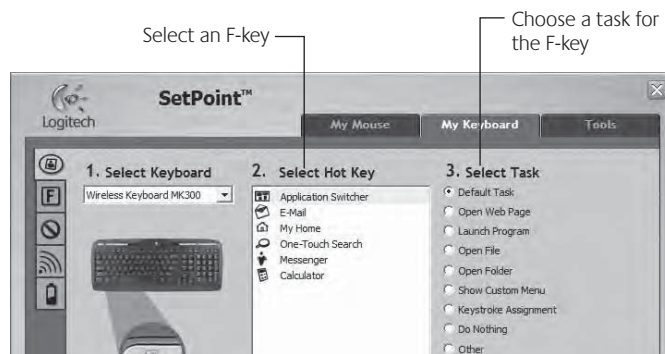 Select an F-key
Choose a task for
the F-key
Logitech
SetPoint™
My Mouse
My Keyboard
Tools
1. Select Keyboard
Wireless Keyboard MK300
2. Select Hot Key
Application Switcher
E-Mail
My Home
One-Touch Search
Messenger
Calculator
3. Select Task
Default Task
Open Web Page
Launch Program
Open File
Open Folder
Show Custom Menu
Keystroke Assignment
Do Nothing
Other
F